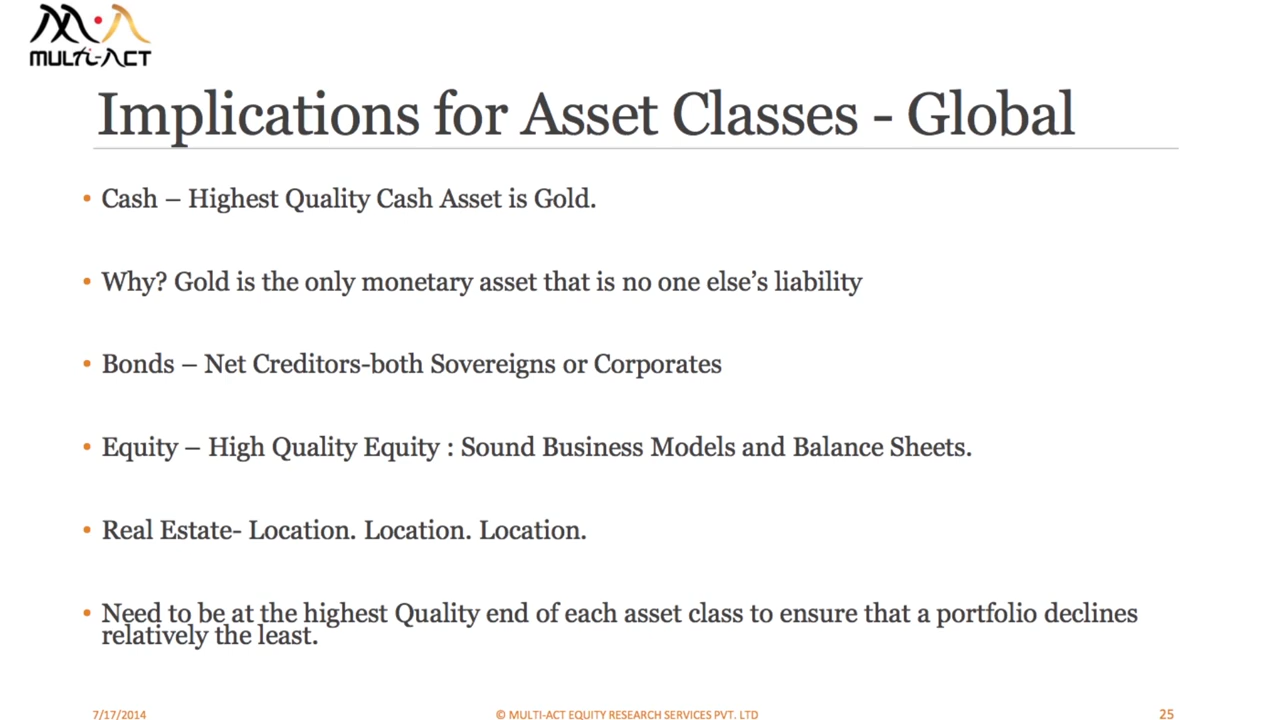 MULTI-ACT
Implications for Asset Classes - Global
• Cash – Highest Quality Cash Asset is Gold.
• Why? Gold is the only monetary asset that is no one else’s liability
• Bonds – Net Creditors-both Sovereigns or Corporates
• Equity – High Quality Equity : Sound Business Models and Balance Sheets.
• Real Estate- Location. Location. Location.
• Need to be at the highest Quality end of each asset class to ensure that a portfolio declines
relatively the least.
7/17/2014 © MULTI-ACT EQUITY RESEARCH SERVICES PVT. LTD 25